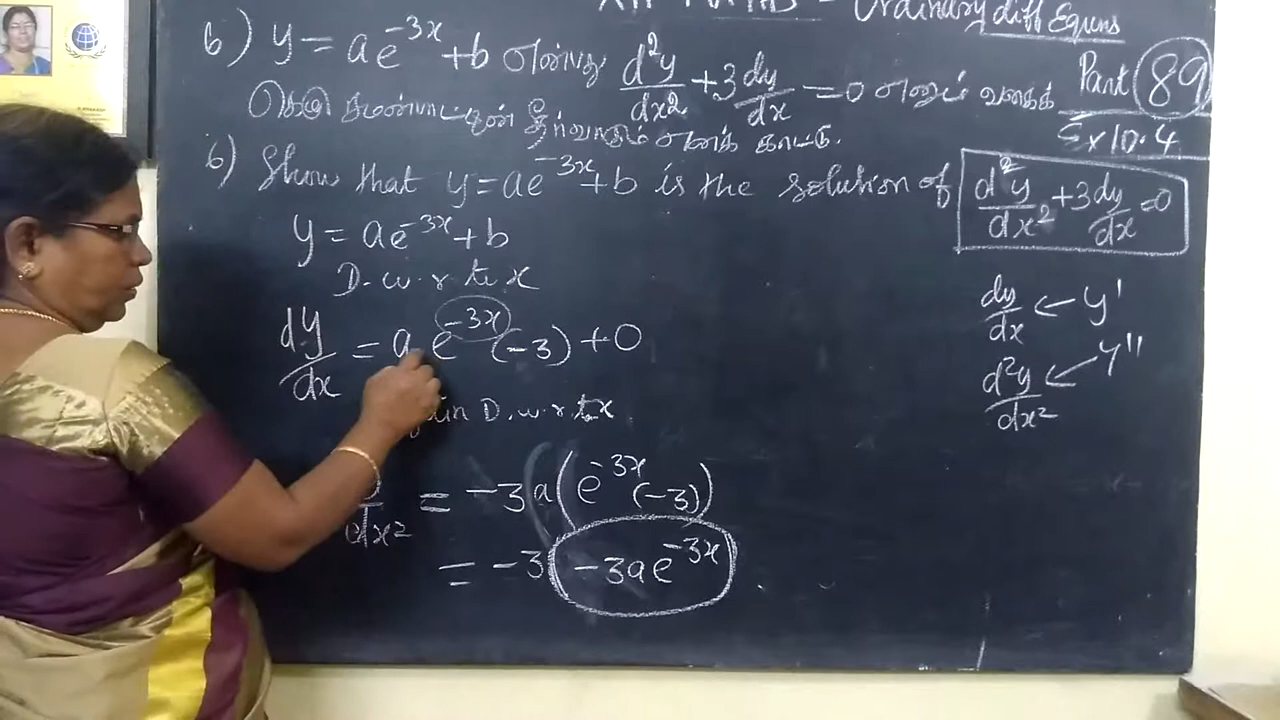 XII MATHS - Ordinary diff Equns
Part 89
Ex 10.4
6) y = ae^{-3x} + b என்பது d²y/dx² + 3 dy/dx = 0 எனும் வகைக்
கெழு சமன்பாட்டின் தீர்வாகும் எனக் காட்டு.
6) Show that y = ae^{-3x} + b is the solution of d²y/dx² + 3 dy/dx = 0
y = ae^{-3x} + b
D. w. r. to x
dy/dx = a e^{-3x} (-3) + 0
D. w. r. to x
dx² = -3a (e^{-3x} (-3))
= -3 (-3ae^{-3x})
dy/dx ← y'
d²y/dx² ← y''